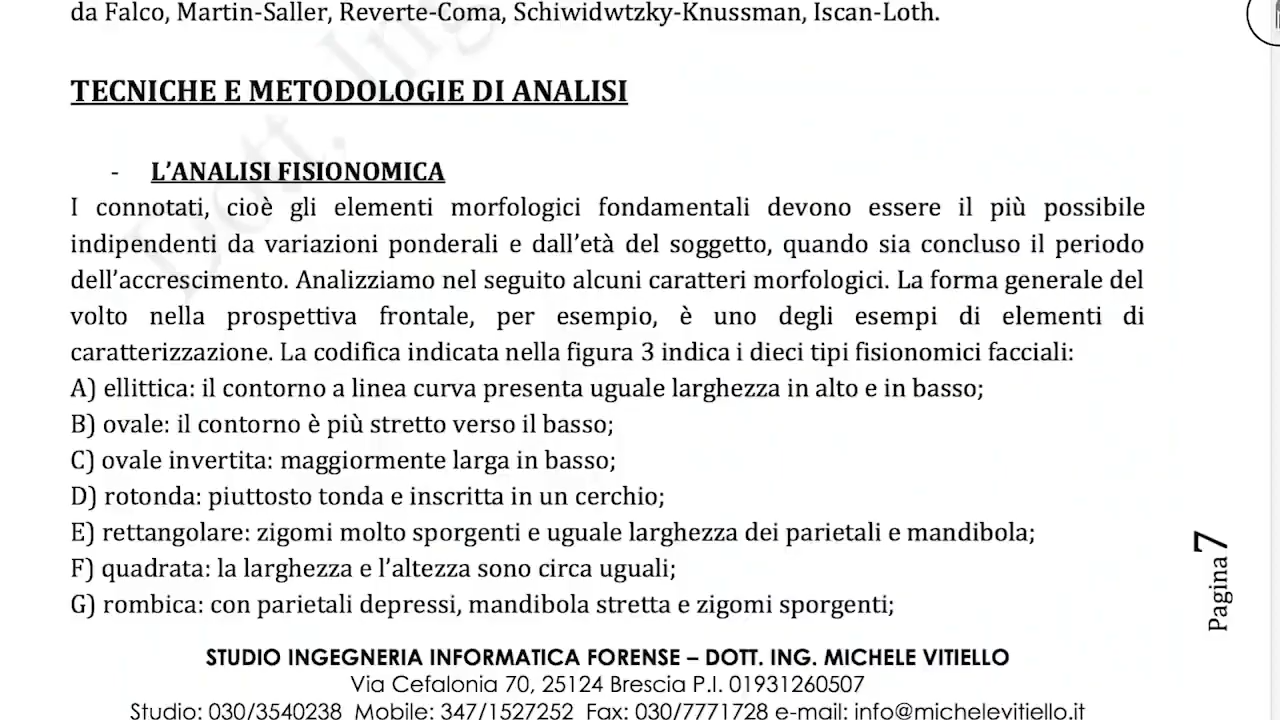 da Falco, Martin-Saller, Reverte-Coma, Schiwidwtzky-Knussman, Iscan-Loth.
TECNICHE E METODOLOGIE DI ANALISI
- L’ANALISI FISIONOMICA
I connotati, cioè gli elementi morfologici fondamentali devono essere il più possibile
indipendenti da variazioni ponderali e dall’età del soggetto, quando sia concluso il periodo
dell’accrescimento. Analizziamo nel seguito alcuni caratteri morfologici. La forma generale del
volto nella prospettiva frontale, per esempio, è uno degli esempi di elementi di
caratterizzazione. La codifica indicata nella figura 3 indica i dieci tipi fisionomici facciali:
A) ellittica: il contorno a linea curva presenta uguale larghezza in alto e in basso;
B) ovale: il contorno è più stretto verso il basso;
C) ovale invertita: maggiormente larga in basso;
D) rotonda: piuttosto tonda e inscritta in un cerchio;
E) rettangolare: zigomi molto sporgenti e uguale larghezza dei parietali e mandibola;
F) quadrata: la larghezza e l’altezza sono circa uguali;
G) rombica: con parietali depressi, mandibola stretta e zigomi sporgenti;
Pagina 7
STUDIO INGEGNERIA INFORMATICA FORENSE – DOTT. ING. MICHELE VITIELLO
Via Cefalonia 70, 25124 Brescia P.I. 01931260507
Studio: 030/3540238 Mobile: 347/1527252 Fax: 030/7771728 e-mail: info@michelevitiello.it
Dott. Ing